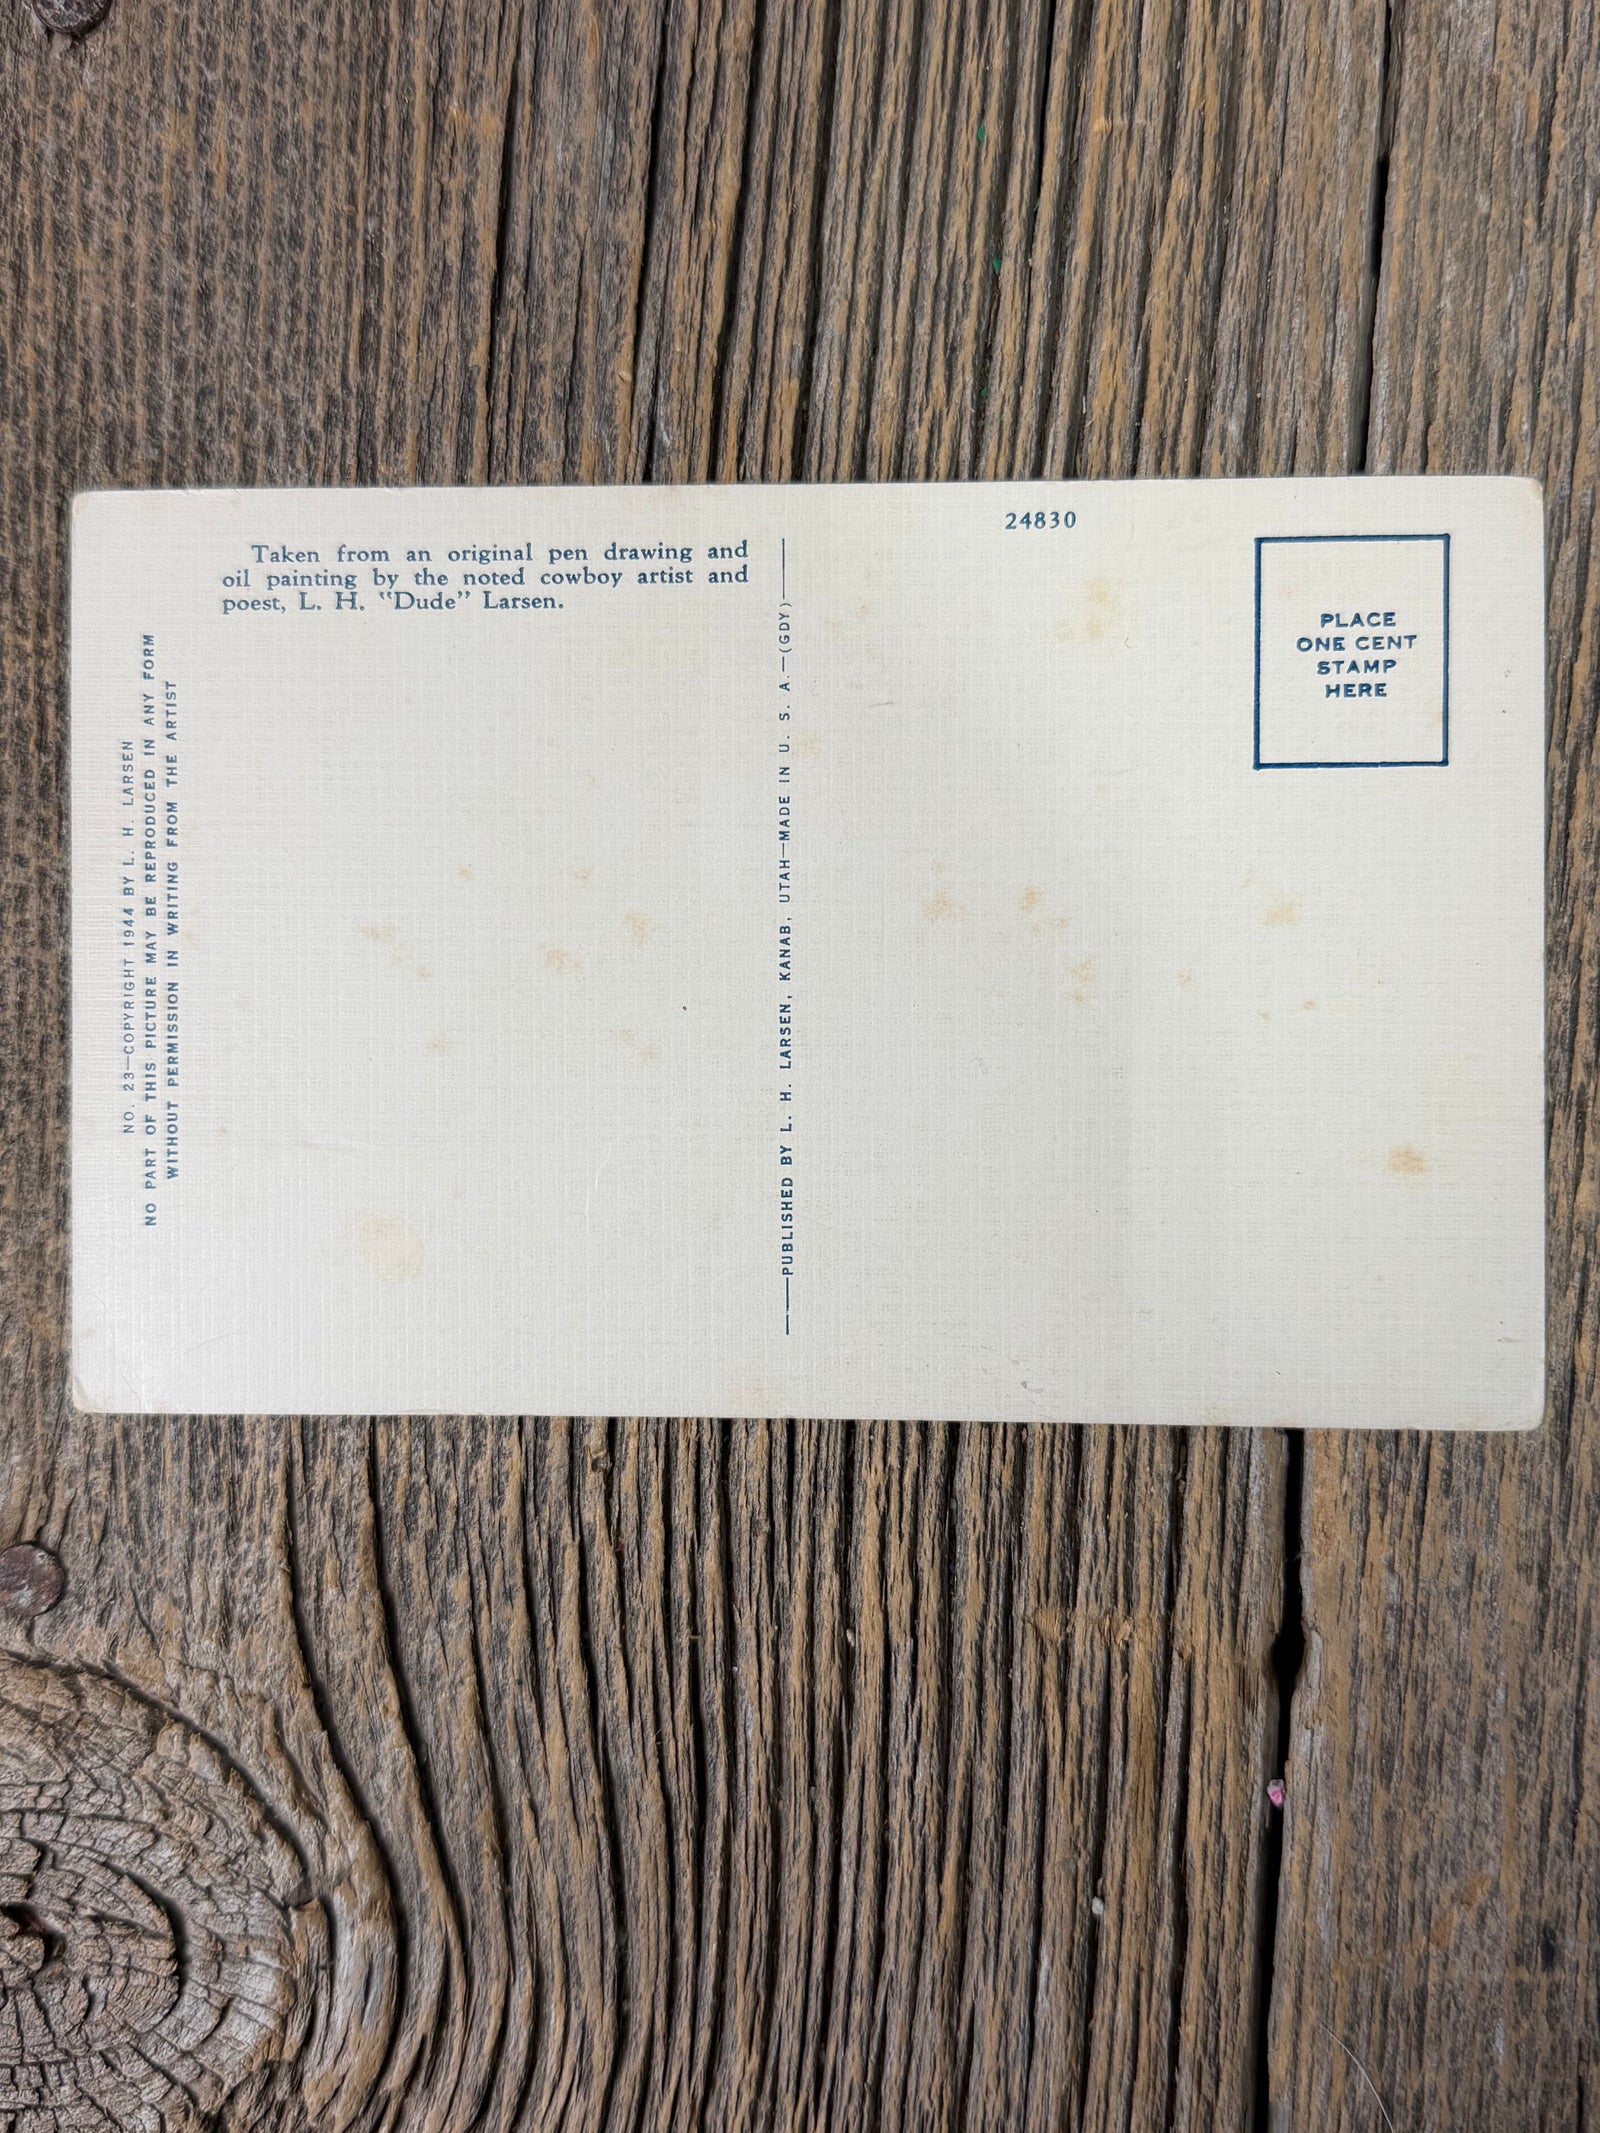 24830
Taken from an original pen drawing and
oil painting by the noted cowboy artist and
poest, L. H. "Dude" Larsen.
NO. 23—COPYRIGHT 1944 BY L. H. LARSEN
NO PART OF THIS PICTURE MAY BE REPRODUCED IN ANY FORM
WITHOUT PERMISSION IN WRITING FROM THE ARTIST
PUBLISHED BY L. H. LARSEN, KANAB, UTAH—MADE IN U. S. A.—(GDY)
PLACE
ONE CENT
STAMP
HERE